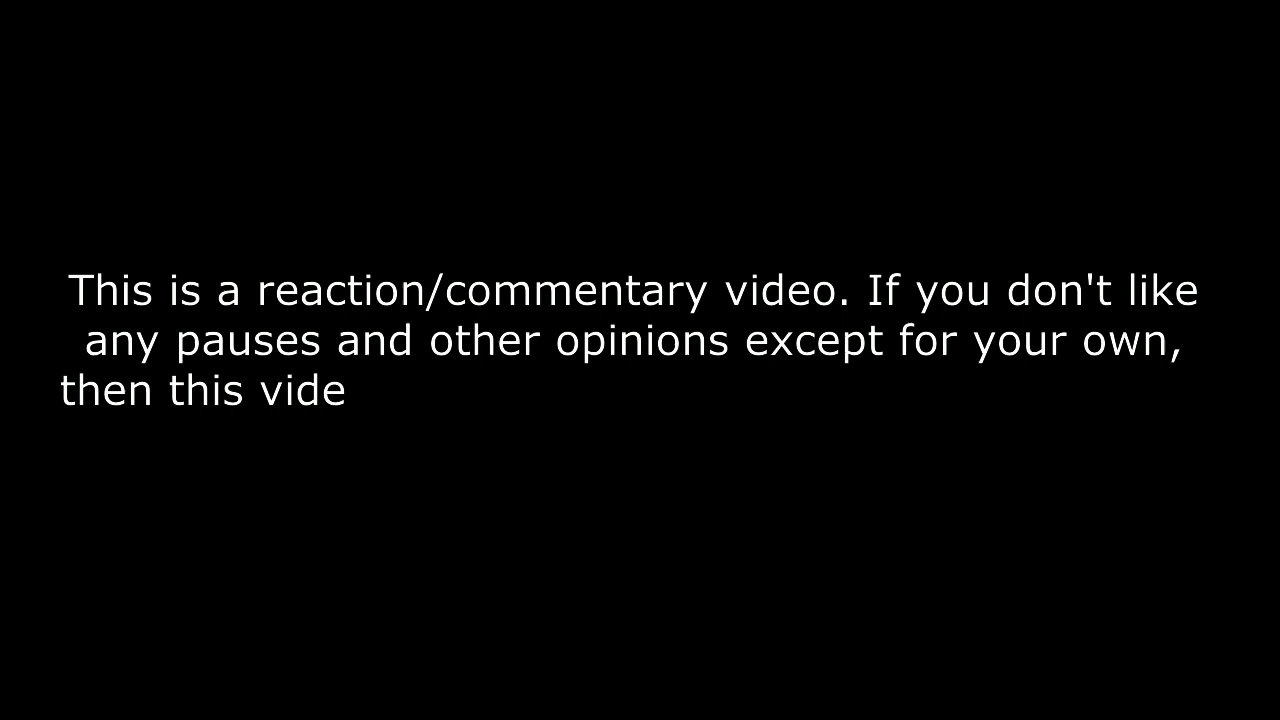 This is a reaction/commentary video. If you don't like
any pauses and other opinions except for your own,
then this vide